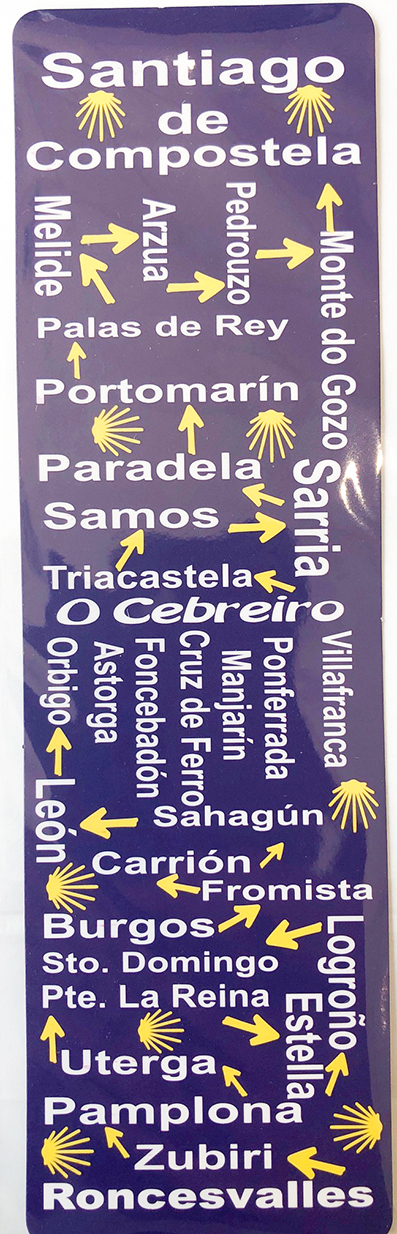 Santiago
de
Compostela
Melide
Arzua
Pedrouzo
Monte do Gozo
Palas de Rey
Portomarín
Paradela
Sarria
Samos
Triacastela
O Cebreiro
Orbigo
Astorga
Foncebadón
Cruz de Ferro
Manjarín
Ponferrada
Villafranca
León
Sahagún
Carrión
Fromista
Burgos
Logroño
Sto. Domingo
Pte. La Reina
Estella
Uterga
Pamplona
Zubiri
Roncesvalles